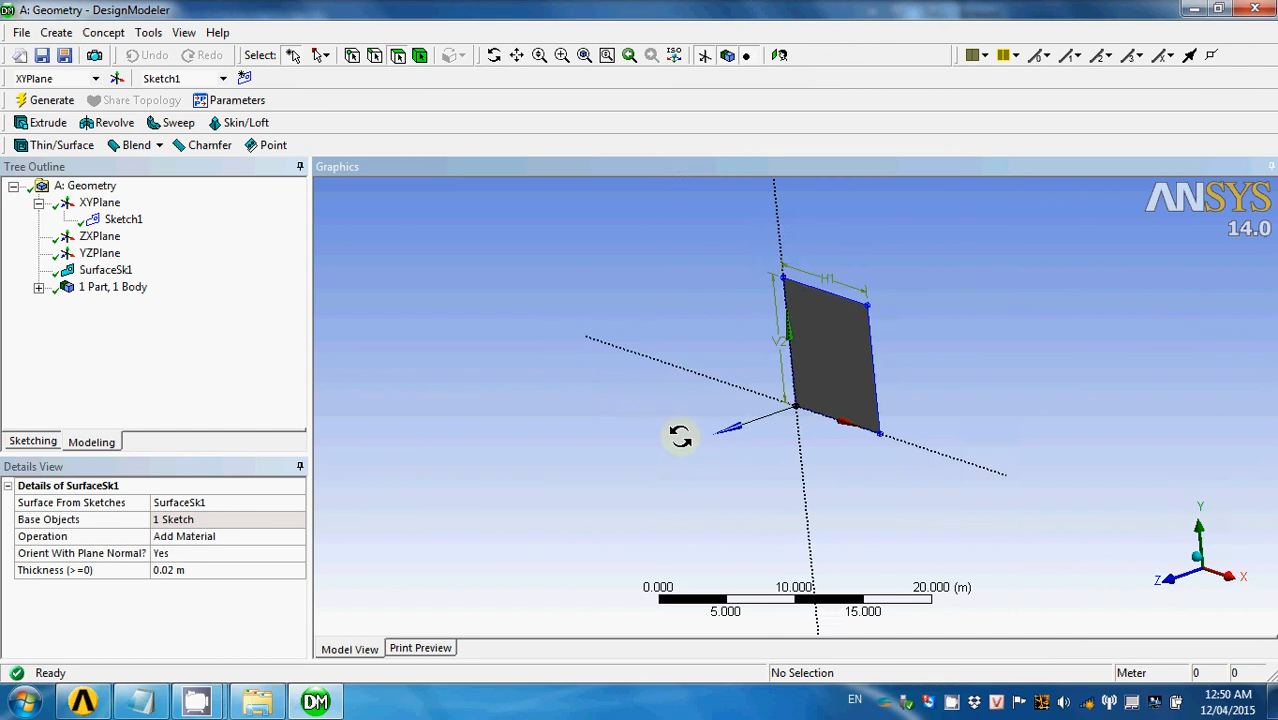 A: Geometry - DesignModeler
File Create Concept Tools View Help
Undo Redo Select: ISO
XYPlane Sketch1
Generate Share Topology Parameters
Extrude Revolve Sweep Skin/Loft
Thin/Surface Blend Chamfer Point
Tree Outline
A: Geometry
XYPlane
Sketch1
ZXPlane
YZPlane
SurfaceSk1
1 Part, 1 Body
Sketching Modeling
Details View
Details of SurfaceSk1
Surface From Sketches SurfaceSk1
Base Objects 1 Sketch
Operation Add Material
Orient With Plane Normal? Yes
Thickness (>=0) 0.02 m
Graphics
ANSYS
14.0
H1
V2
0.000 10.000 20.000 (m)
5.000 15.000
Y
Z X
Model View Print Preview
Ready No Selection Meter 0 0
DM EN 12:50 AM
12/04/2015